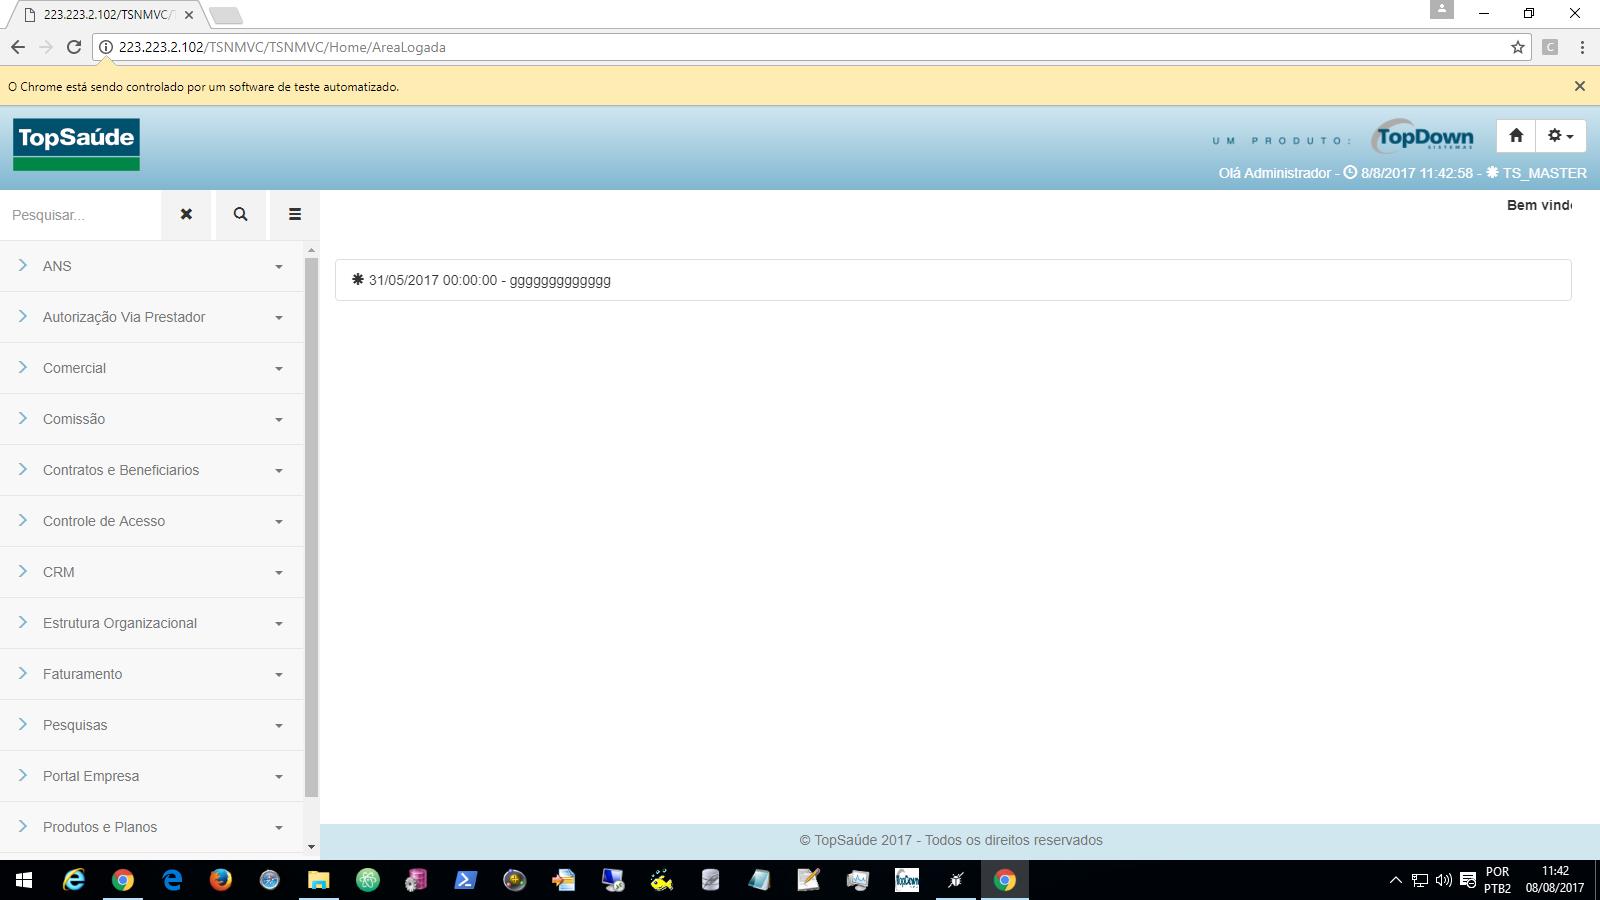 223.223.2.102/TSNMVC/T
223.223.2.102/TSNMVC/TSNMVC/Home/AreaLogada
C
O Chrome está sendo controlado por um software de teste automatizado.
TopSaúde
UM PRODUTO:
TopDown
SISTEMAS
Olá Administrador - 8/8/2017 11:42:58 - TS_MASTER
Pesquisar...
Bem vind
ANS
31/05/2017 00:00:00 - ggggggggggggg
Autorização Via Prestador
Comercial
Comissão
Contratos e Beneficiarios
Controle de Acesso
CRM
Estrutura Organizacional
Faturamento
Pesquisas
Portal Empresa
Produtos e Planos
© TopSaúde 2017 - Todos os direitos reservados
TopDown
POR
PTB2
11:42
08/08/2017